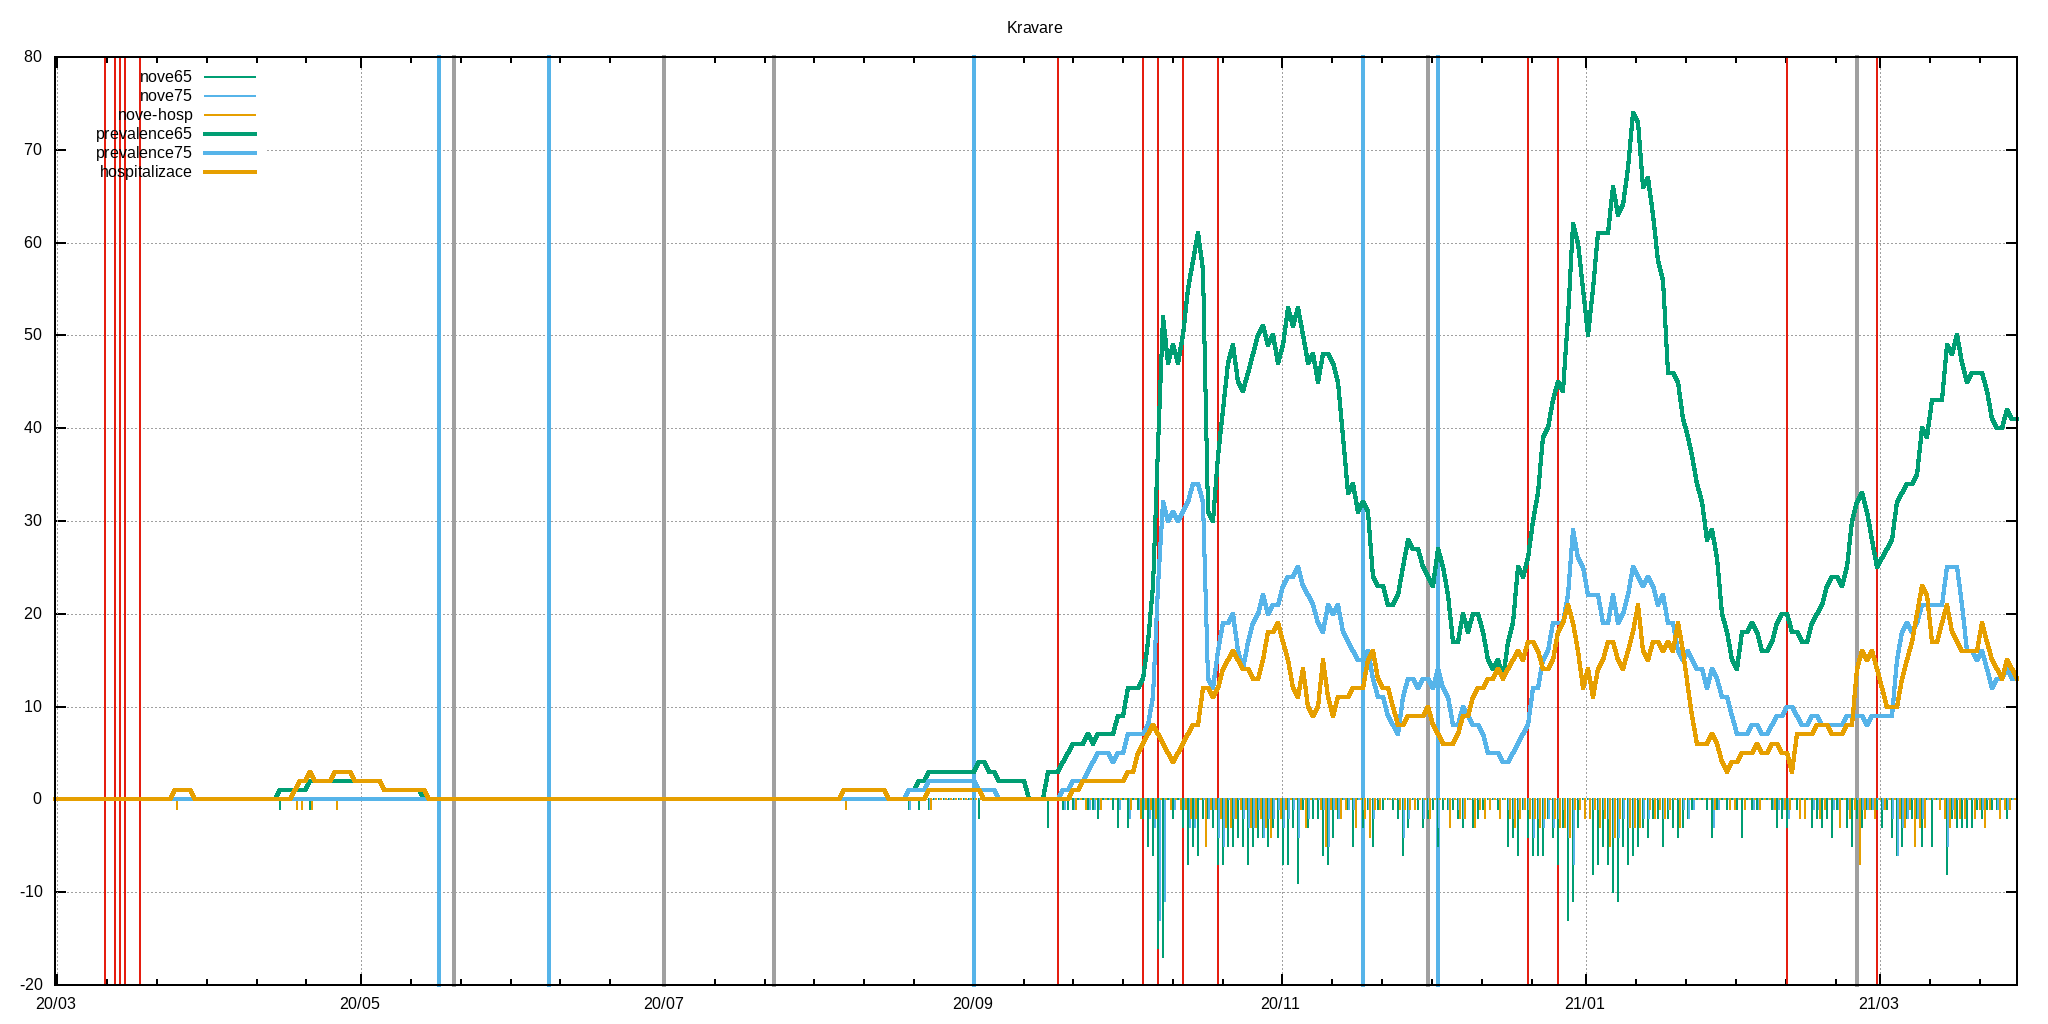 Kravare
80
70
60
50
40
30
20
10
0
-10
-20
nove65
nove75
nove-hosp
prevalence65
prevalence75
hospitalizace
20/03 20/05 20/07 20/09 20/11 21/01 21/03